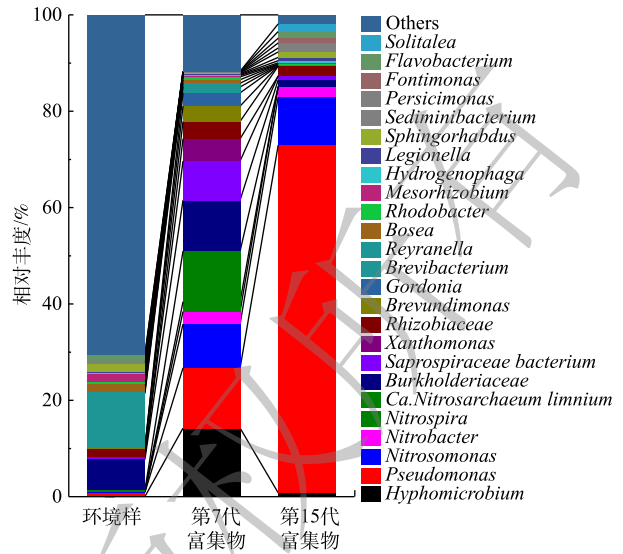 100
80
60
40
20
0
相对丰度/%
环境样
第7代
富集物
第15代
富集物
Others
Solitalea
Flavobacterium
Fontimonas
Persicimonas
Sediminibacterium
Sphingorhabdus
Legionella
Hydrogenophaga
Mesorhizobium
Rhodobacter
Bosea
Reyranella
Brevibacterium
Gordonia
Brevundimonas
Rhizobiaceae
Xanthomonas
Saprospiraceae bacterium
Burkholderiaceae
Ca.Nitrosarchaeum limnium
Nitrospira
Nitrobacter
Nitrosomonas
Pseudomonas
Hyphomicrobium